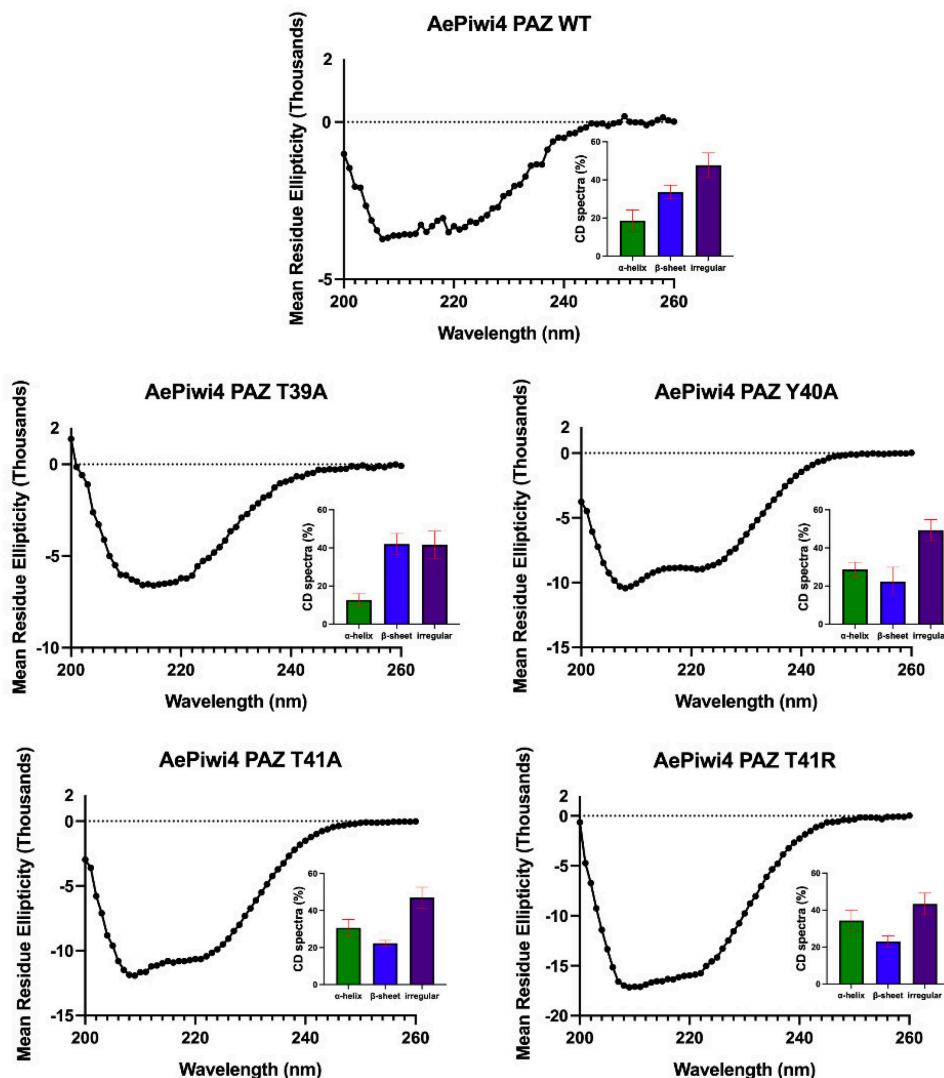 AePiwi4 PAZ WT
Mean Residue Ellipticity (Thousands)
2
0
-5
200 220 240 260
Wavelength (nm)
CD spectra (%)
60
40
20
0
α-helix β-sheet irregular
AePiwi4 PAZ T39A
Mean Residue Ellipticity (Thousands)
2
0
-5
-10
200 220 240 260
Wavelength (nm)
CD spectra (%)
60
40
20
0
α-helix β-sheet irregular
AePiwi4 PAZ Y40A
Mean Residue Ellipticity (Thousands)
2
0
-5
-10
-15
200 220 240 260
Wavelength (nm)
CD spectra (%)
60
40
20
0
α-helix β-sheet irregular
AePiwi4 PAZ T41A
Mean Residue Ellipticity (Thousands)
2
0
-5
-10
-15
200 220 240 260
Wavelength (nm)
CD spectra (%)
60
40
20
0
α-helix β-sheet irregular
AePiwi4 PAZ T41R
Mean Residue Ellipticity (Thousands)
2
0
-5
-10
-15
-20
200 220 240 260
Wavelength (nm)
CD spectra (%)
60
40
20
0
α-helix β-sheet irregular